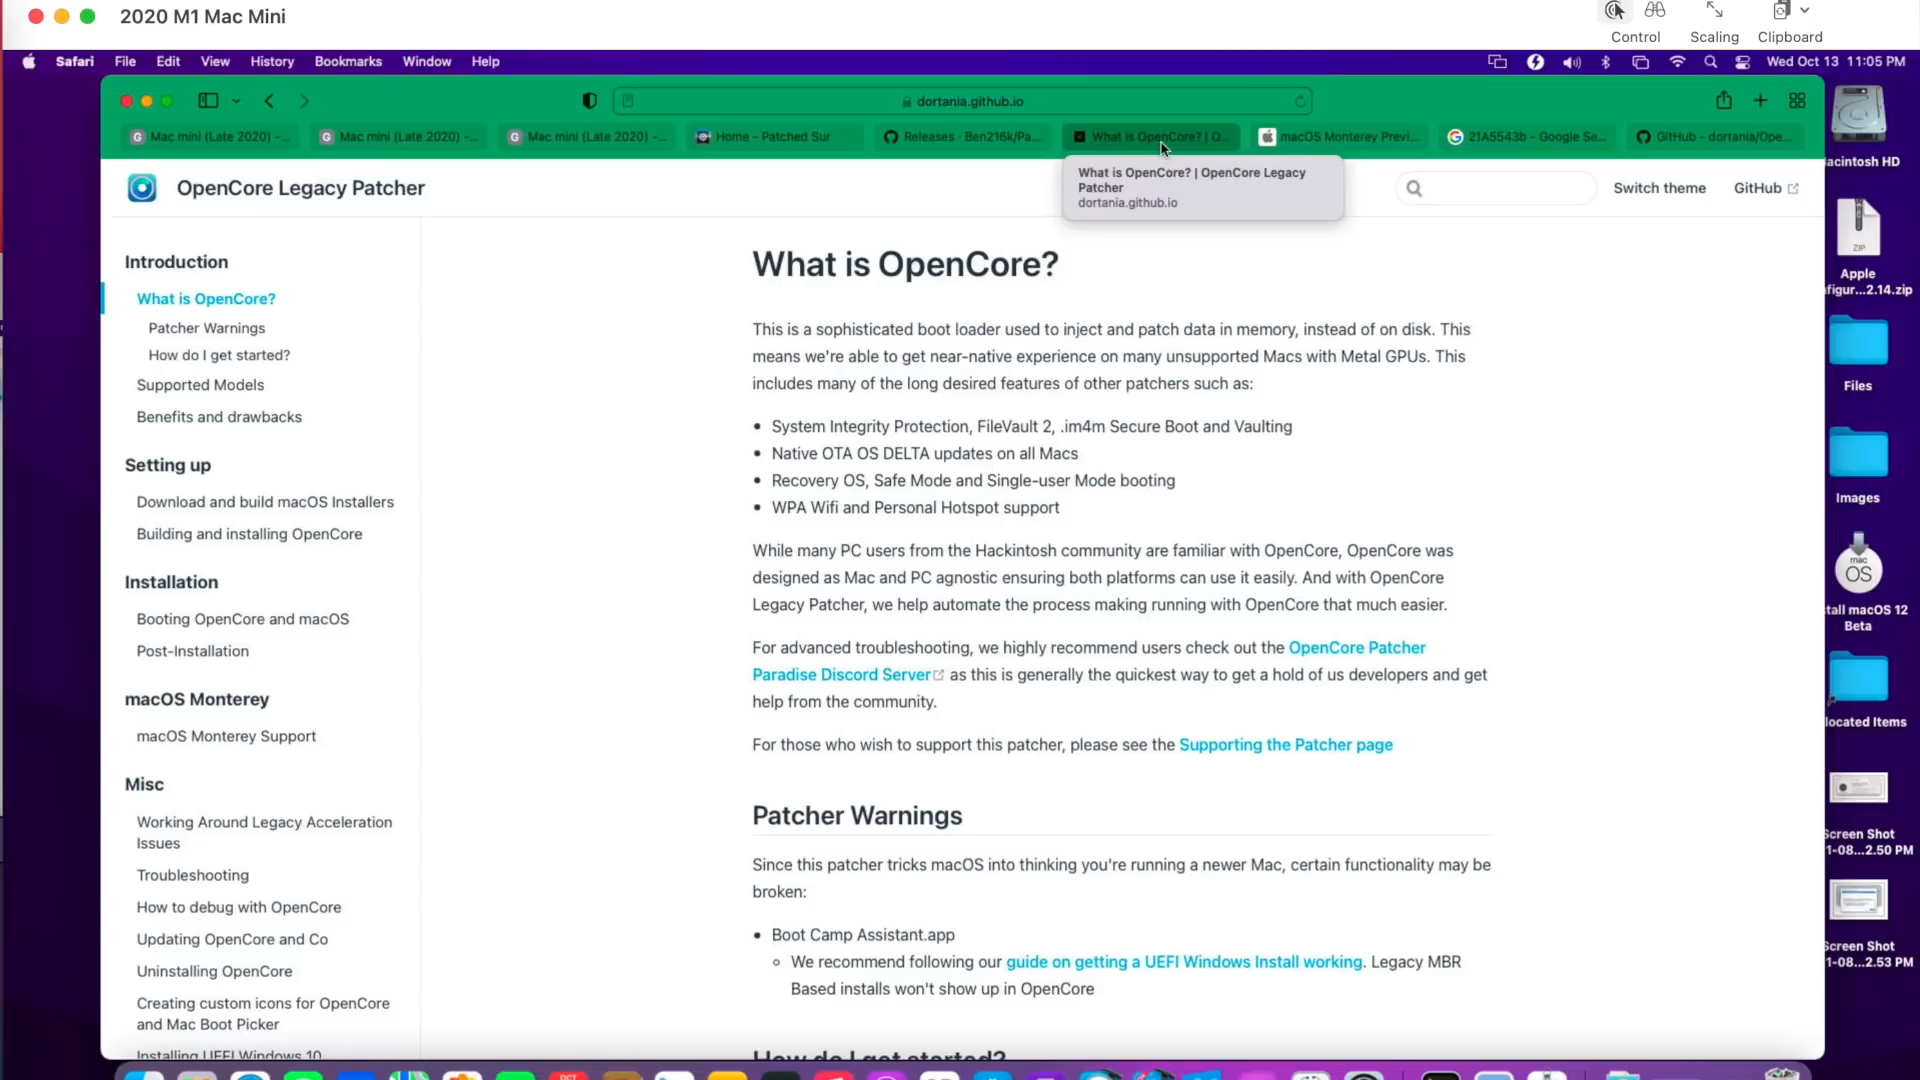 2020 M1 Mac Mini
Control
Scaling
Clipboard
Safari File Edit View History Bookmarks Window Help
Wed Oct 13 11:05 PM
dortania.github.io
Mac mini (Late 2020) -...
Mac mini (Late 2020) -...
Mac mini (Late 2020) -...
Home - Patched Sur
Releases · Ben216k/Pa...
What is OpenCore? | O...
macOS Monterey Previ...
21A5543b - Google Se...
GitHub - dortania/Ope...
OpenCore Legacy Patcher
What is OpenCore? | OpenCore Legacy
Patcher
dortania.github.io
Switch theme
GitHub
Introduction
What is OpenCore?
Patcher Warnings
How do I get started?
Supported Models
Benefits and drawbacks
Setting up
Download and build macOS Installers
Building and installing OpenCore
Installation
Booting OpenCore and macOS
Post-Installation
macOS Monterey
macOS Monterey Support
Misc
Working Around Legacy Acceleration
Issues
Troubleshooting
How to debug with OpenCore
Updating OpenCore and Co
Uninstalling OpenCore
Creating custom icons for OpenCore
and Mac Boot Picker
Installing UEFI Windows 10
What is OpenCore?
This is a sophisticated boot loader used to inject and patch data in memory, instead of on disk. This
means we're able to get near-native experience on many unsupported Macs with Metal GPUs. This
includes many of the long desired features of other patchers such as:
• System Integrity Protection, FileVault 2, .im4m Secure Boot and Vaulting
• Native OTA OS DELTA updates on all Macs
• Recovery OS, Safe Mode and Single-user Mode booting
• WPA Wifi and Personal Hotspot support
While many PC users from the Hackintosh community are familiar with OpenCore, OpenCore was
designed as Mac and PC agnostic ensuring both platforms can use it easily. And with OpenCore
Legacy Patcher, we help automate the process making running with OpenCore that much easier.
For advanced troubleshooting, we highly recommend users check out the OpenCore Patcher
Paradise Discord Server as this is generally the quickest way to get a hold of us developers and get
help from the community.
For those who wish to support this patcher, please see the Supporting the Patcher page
Patcher Warnings
Since this patcher tricks macOS into thinking you're running a newer Mac, certain functionality may be
broken:
• Boot Camp Assistant.app
◦ We recommend following our guide on getting a UEFI Windows Install working. Legacy MBR
Based installs won't show up in OpenCore
How do I get started?
acintosh HD
ZIP
Apple
figur...2.14.zip
Files
Images
mac
OS
tall macOS 12
Beta
located Items
Screen Shot
1-08...2.50 PM
Screen Shot
1-08...2.53 PM
OCT